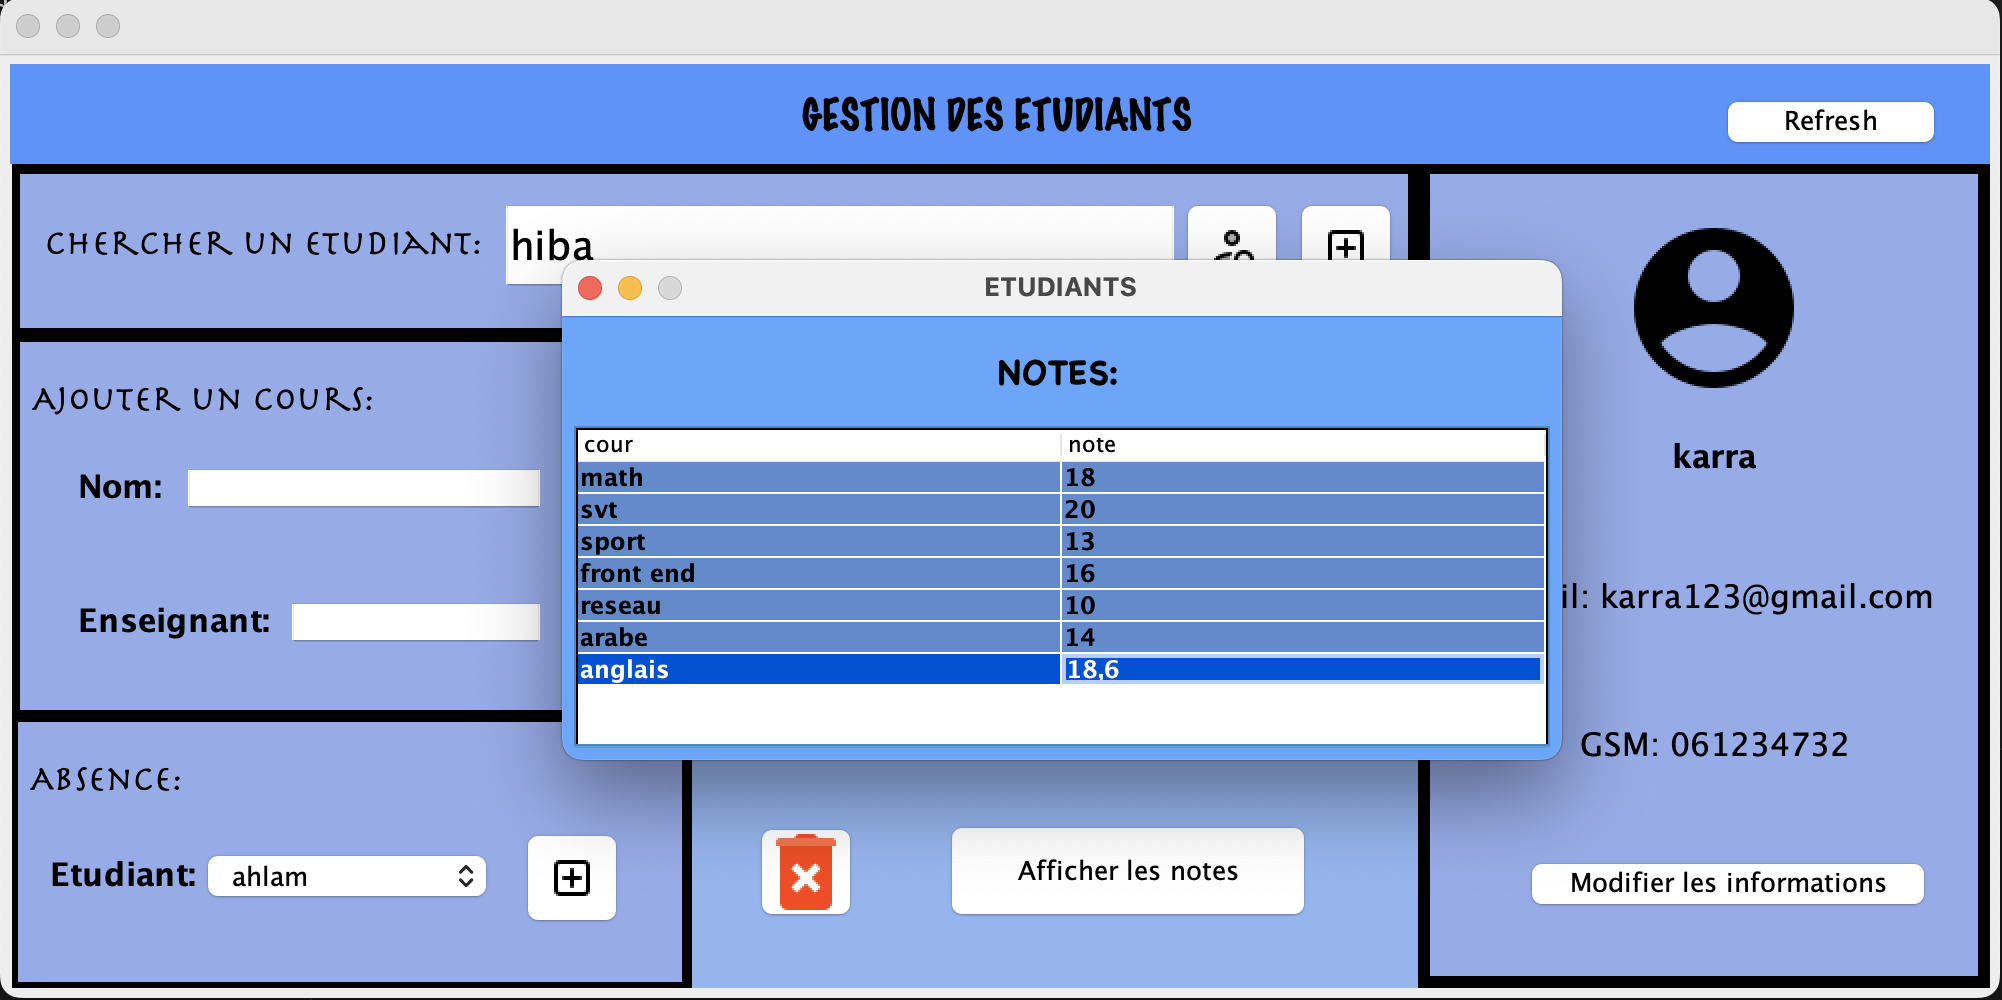 GESTION DES ETUDIANTS
Refresh
CHERCHER UN ETUDIANT:
hiba
AJOUTER UN COURS:
Nom:
Enseignant:
ABSENCE:
Etudiant:
ahlam
ETUDIANTS
NOTES:
cour note
math 18
svt 20
sport 13
front end 16
reseau 10
arabe 14
anglais 18,6
Afficher les notes
karra
il: karra123@gmail.com
GSM: 061234732
Modifier les informations